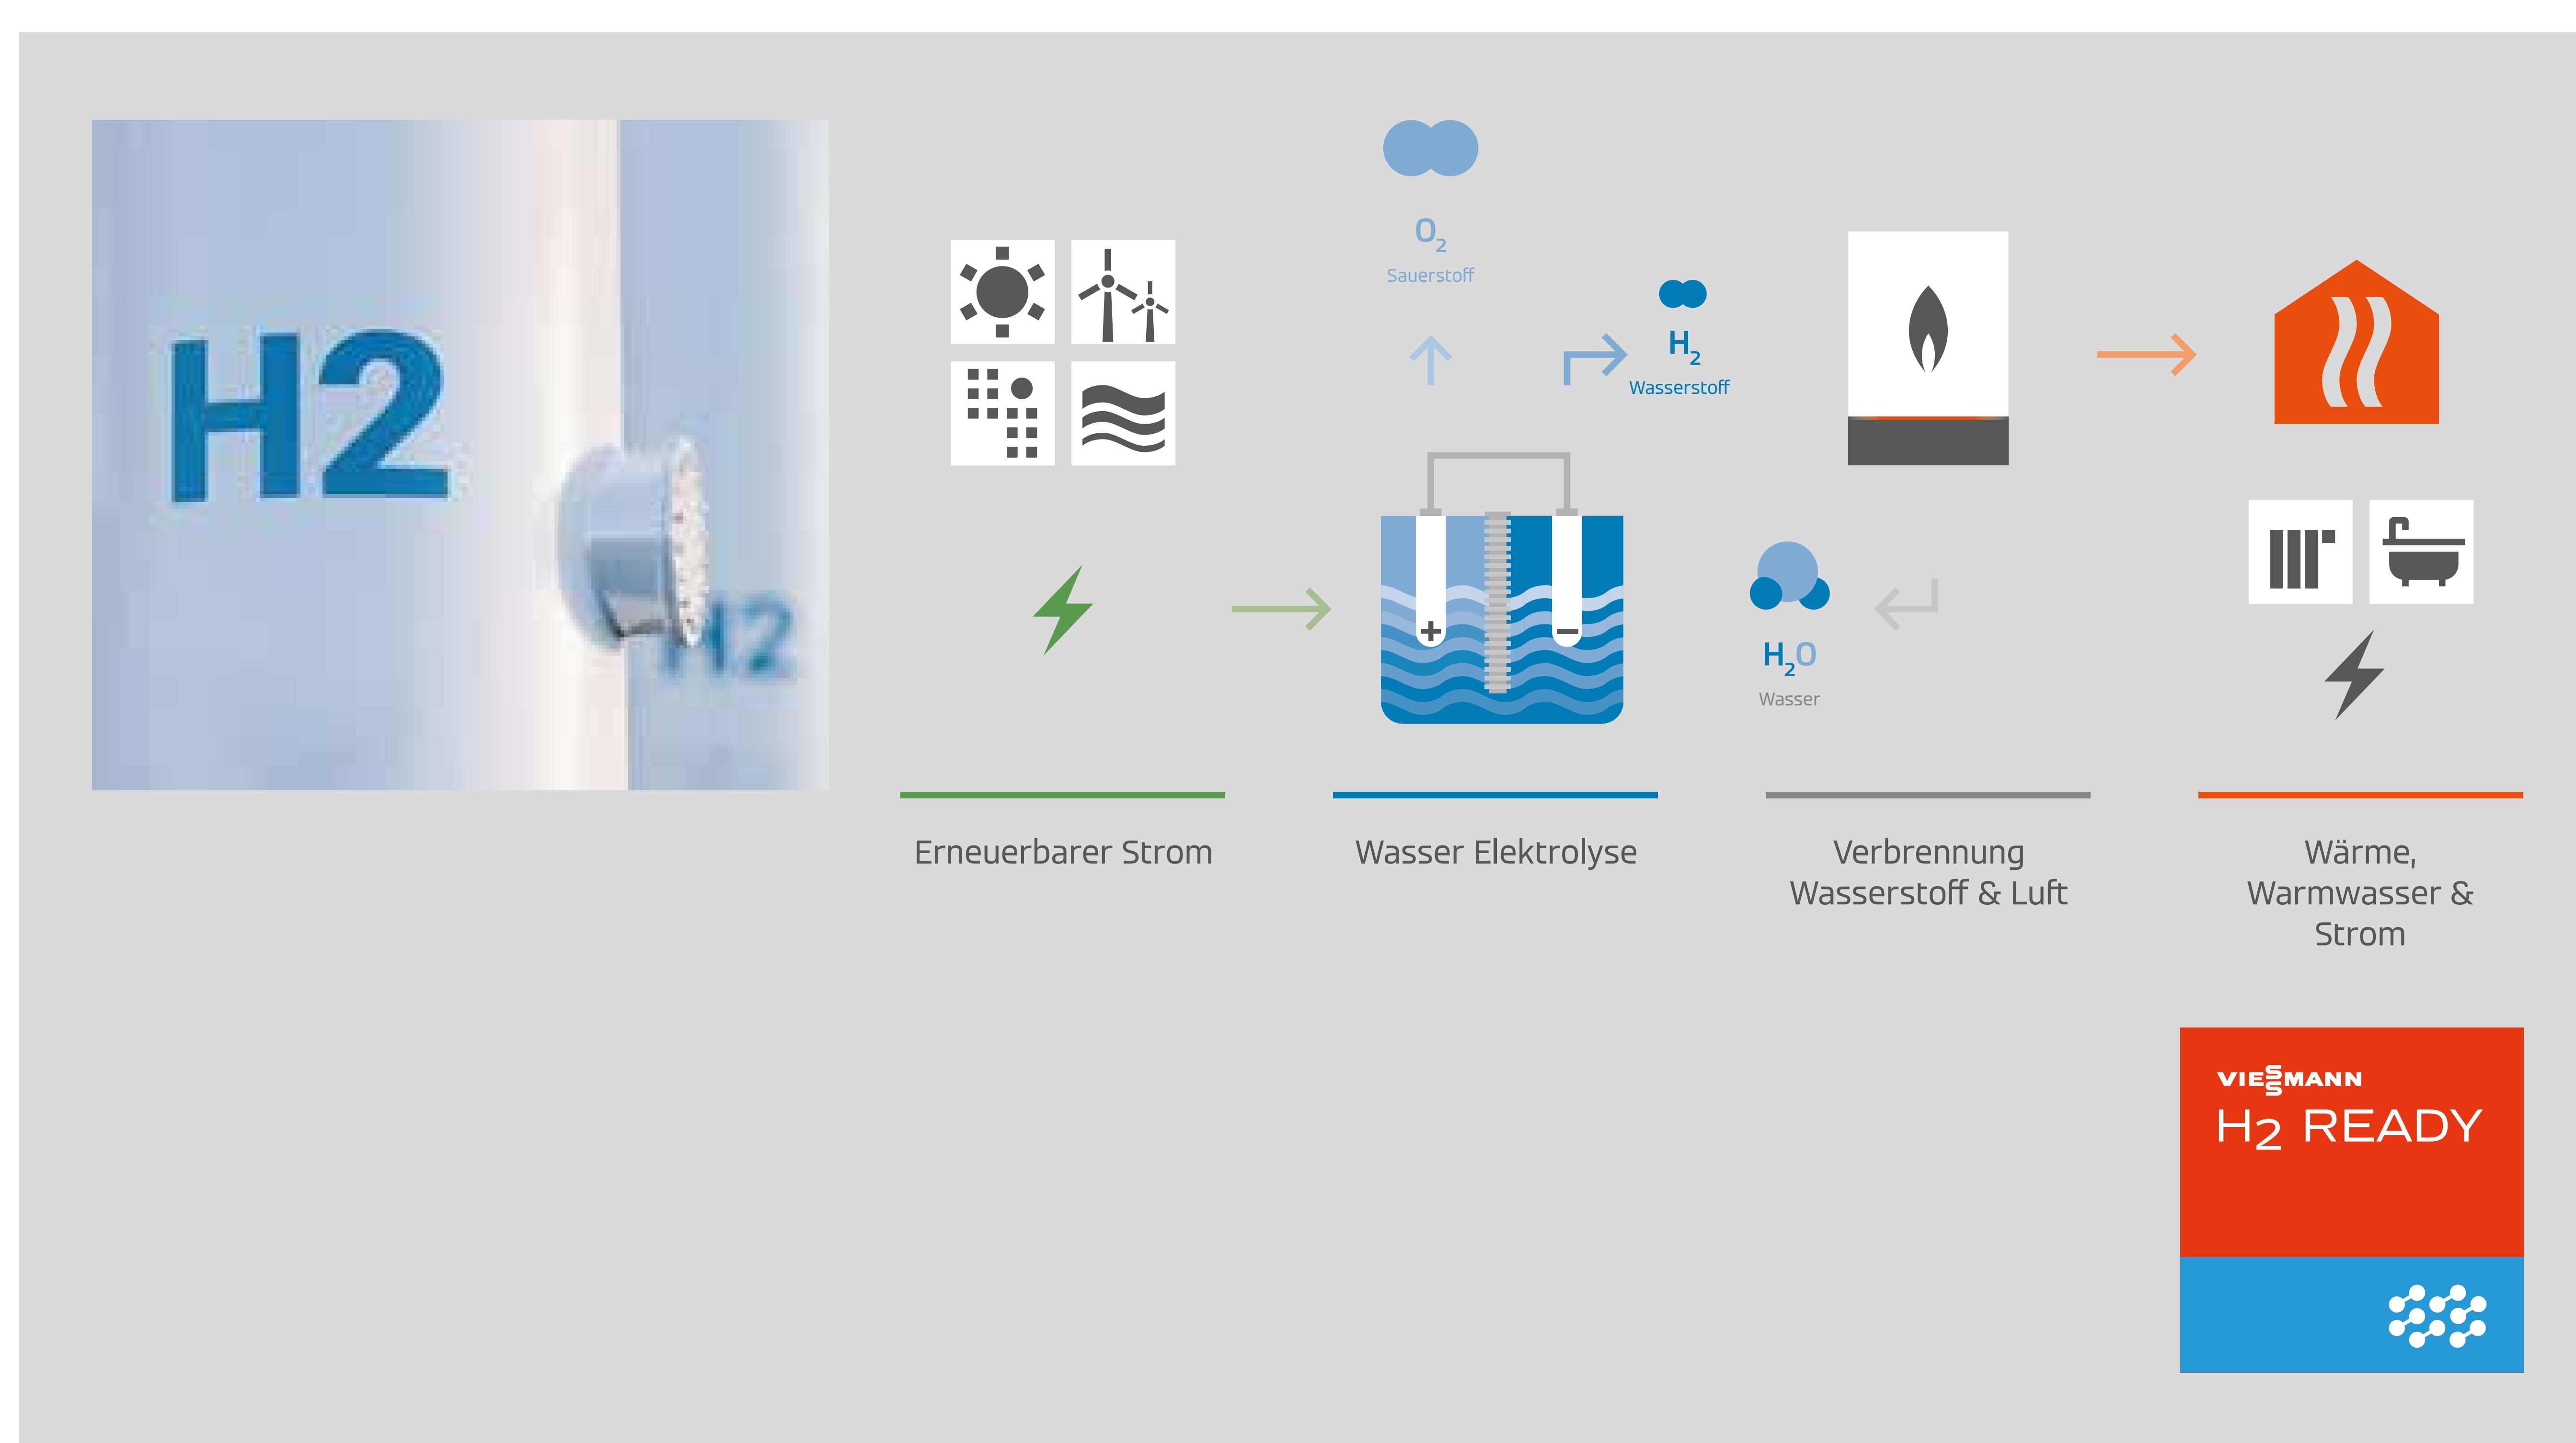 H2
H2
O2
Sauerstoff
H2
Wasserstoff
+
−
H2O
Wasser
Erneuerbarer Strom
Wasser Elektrolyse
Verbrennung
Wasserstoff & Luft
Wärme,
Warmwasser &
Strom
VIESSMANN
H2 READY